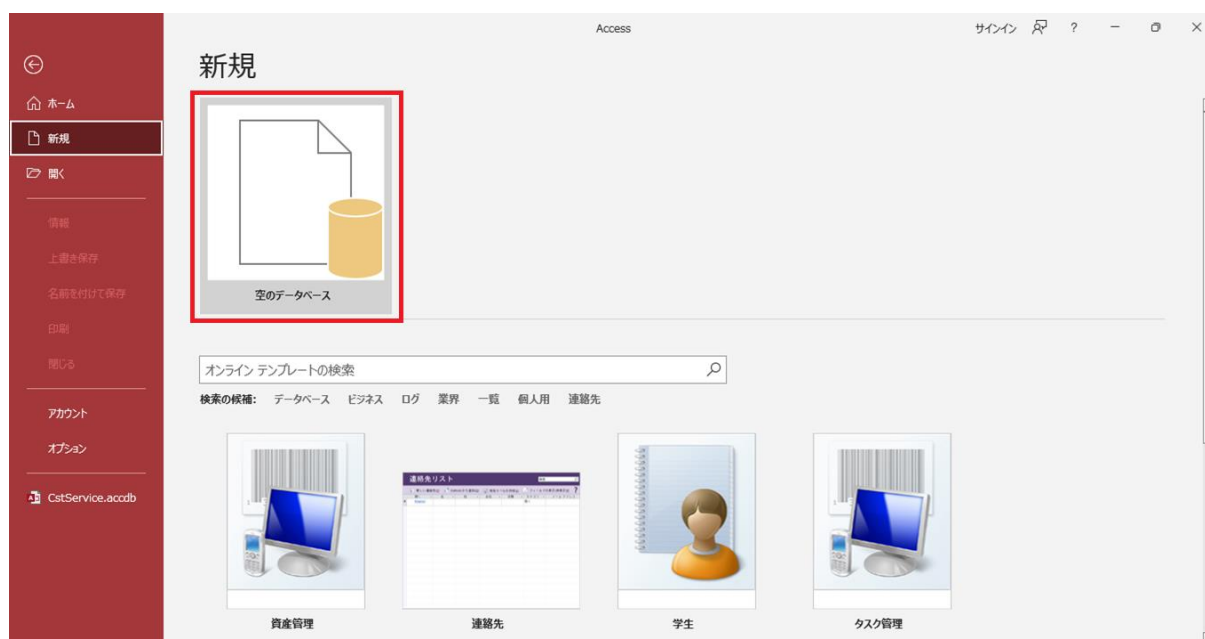 Access
サインイン
?
新規
ホーム
新規
開く
情報
上書き保存
名前を付けて保存
印刷
閉じる
アカウント
オプション
CstService.accdb
空のデータベース
オンライン テンプレートの検索
検索の候補: データベース ビジネス ログ 業界 一覧 個人用 連絡先
連絡先リスト
資産管理
連絡先
学生
タスク管理